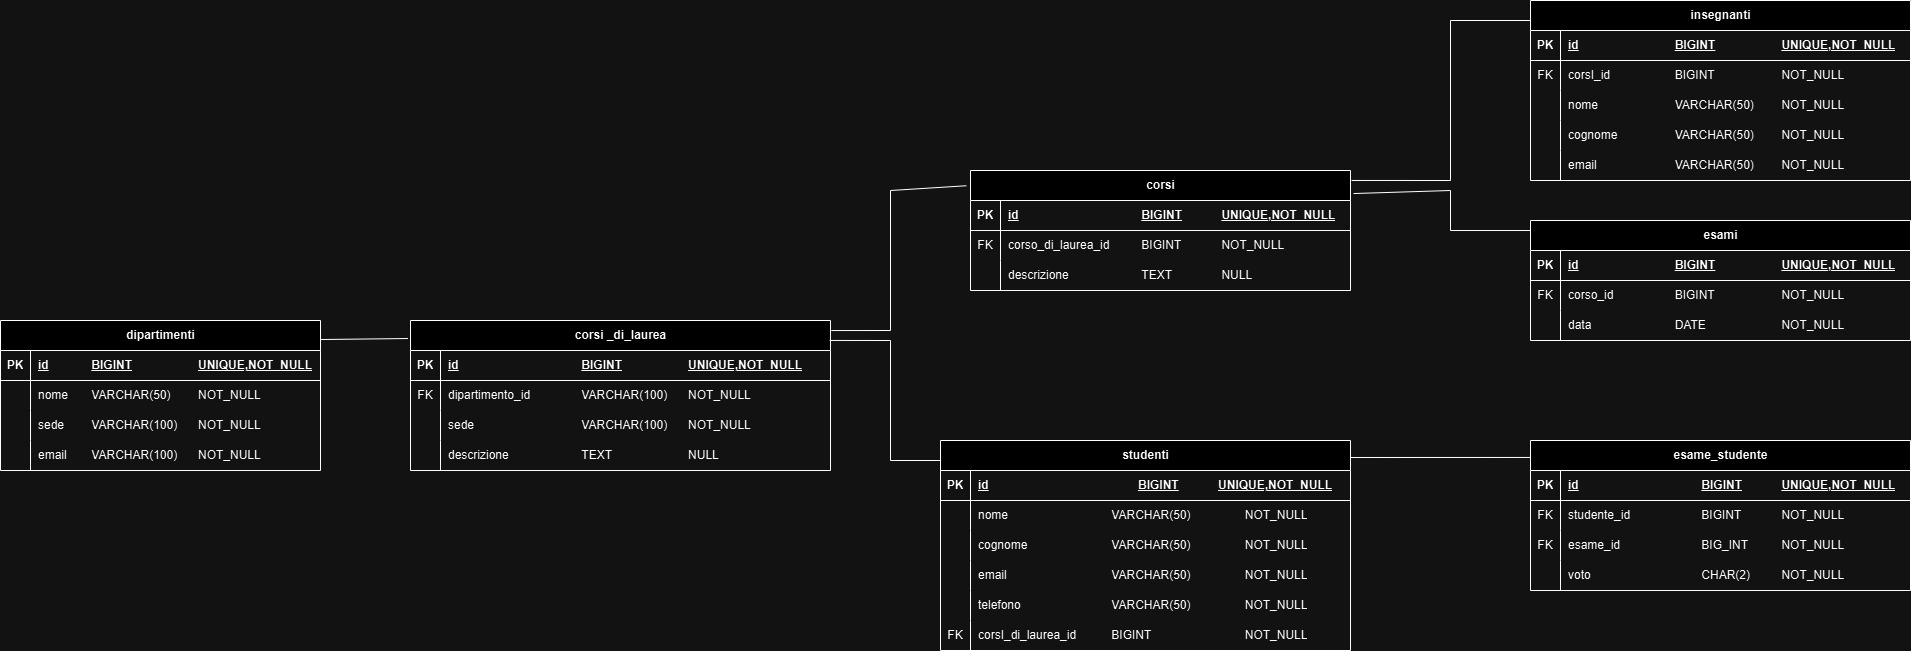 insegnanti
PK id BIGINT UNIQUE,NOT_NULL
FK corsI_id BIGINT NOT_NULL
nome VARCHAR(50) NOT_NULL
cognome VARCHAR(50) NOT_NULL
email VARCHAR(50) NOT_NULL
corsi
PK id BIGINT UNIQUE,NOT_NULL
FK corso_di_laurea_id BIGINT NOT_NULL
descrizione TEXT NULL
esami
PK id BIGINT UNIQUE,NOT_NULL
FK corso_id BIGINT NOT_NULL
data DATE NOT_NULL
dipartimenti
PK id BIGINT UNIQUE,NOT_NULL
nome VARCHAR(50) NOT_NULL
sede VARCHAR(100) NOT_NULL
email VARCHAR(100) NOT_NULL
corsi _di_laurea
PK id BIGINT UNIQUE,NOT_NULL
FK dipartimento_id VARCHAR(100) NOT_NULL
sede VARCHAR(100) NOT_NULL
descrizione TEXT NULL
studenti
PK id BIGINT UNIQUE,NOT_NULL
nome VARCHAR(50) NOT_NULL
cognome VARCHAR(50) NOT_NULL
email VARCHAR(50) NOT_NULL
telefono VARCHAR(50) NOT_NULL
FK corsI_di_laurea_id BIGINT NOT_NULL
esame_studente
PK id BIGINT UNIQUE,NOT_NULL
FK studente_id BIGINT NOT_NULL
FK esame_id BIG_INT NOT_NULL
voto CHAR(2) NOT_NULL